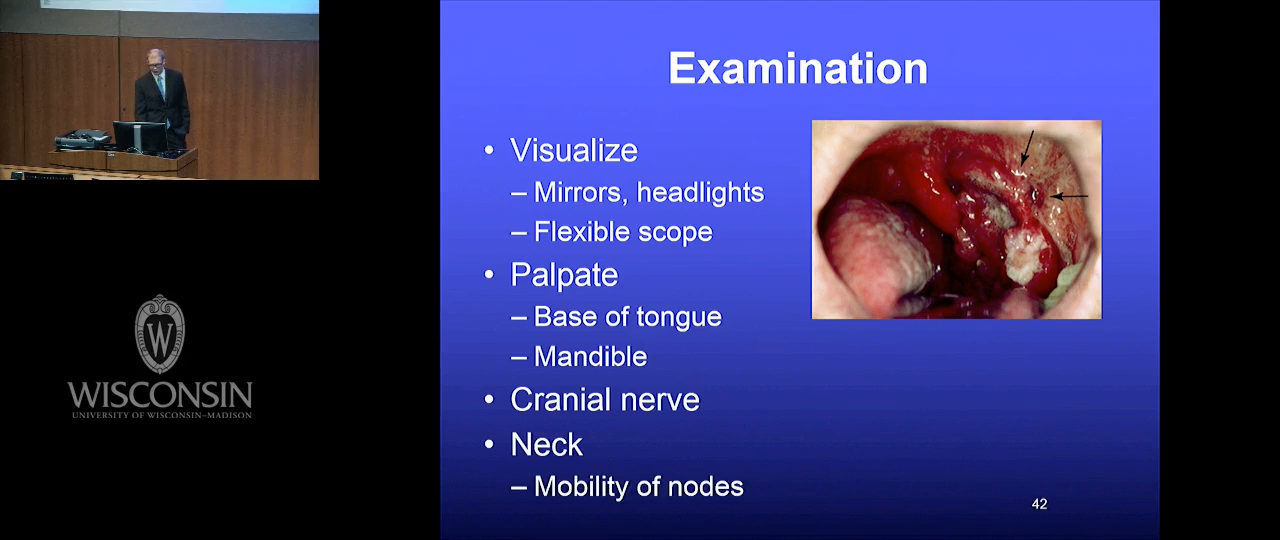 Examination
• Visualize
– Mirrors, headlights
– Flexible scope
• Palpate
– Base of tongue
– Mandible
• Cranial nerve
• Neck
– Mobility of nodes
42
W
WISCONSIN
UNIVERSITY OF WISCONSIN–MADISON